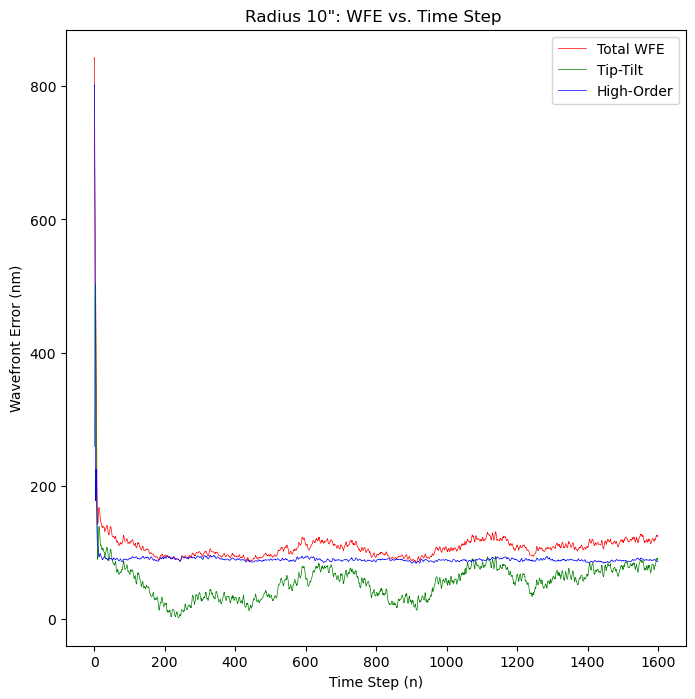 Radius 10": WFE vs. Time Step
Total WFE
Tip-Tilt
High-Order
Wavefront Error (nm)
800
600
400
200
0
0 200 400 600 800 1000 1200 1400 1600
Time Step (n)